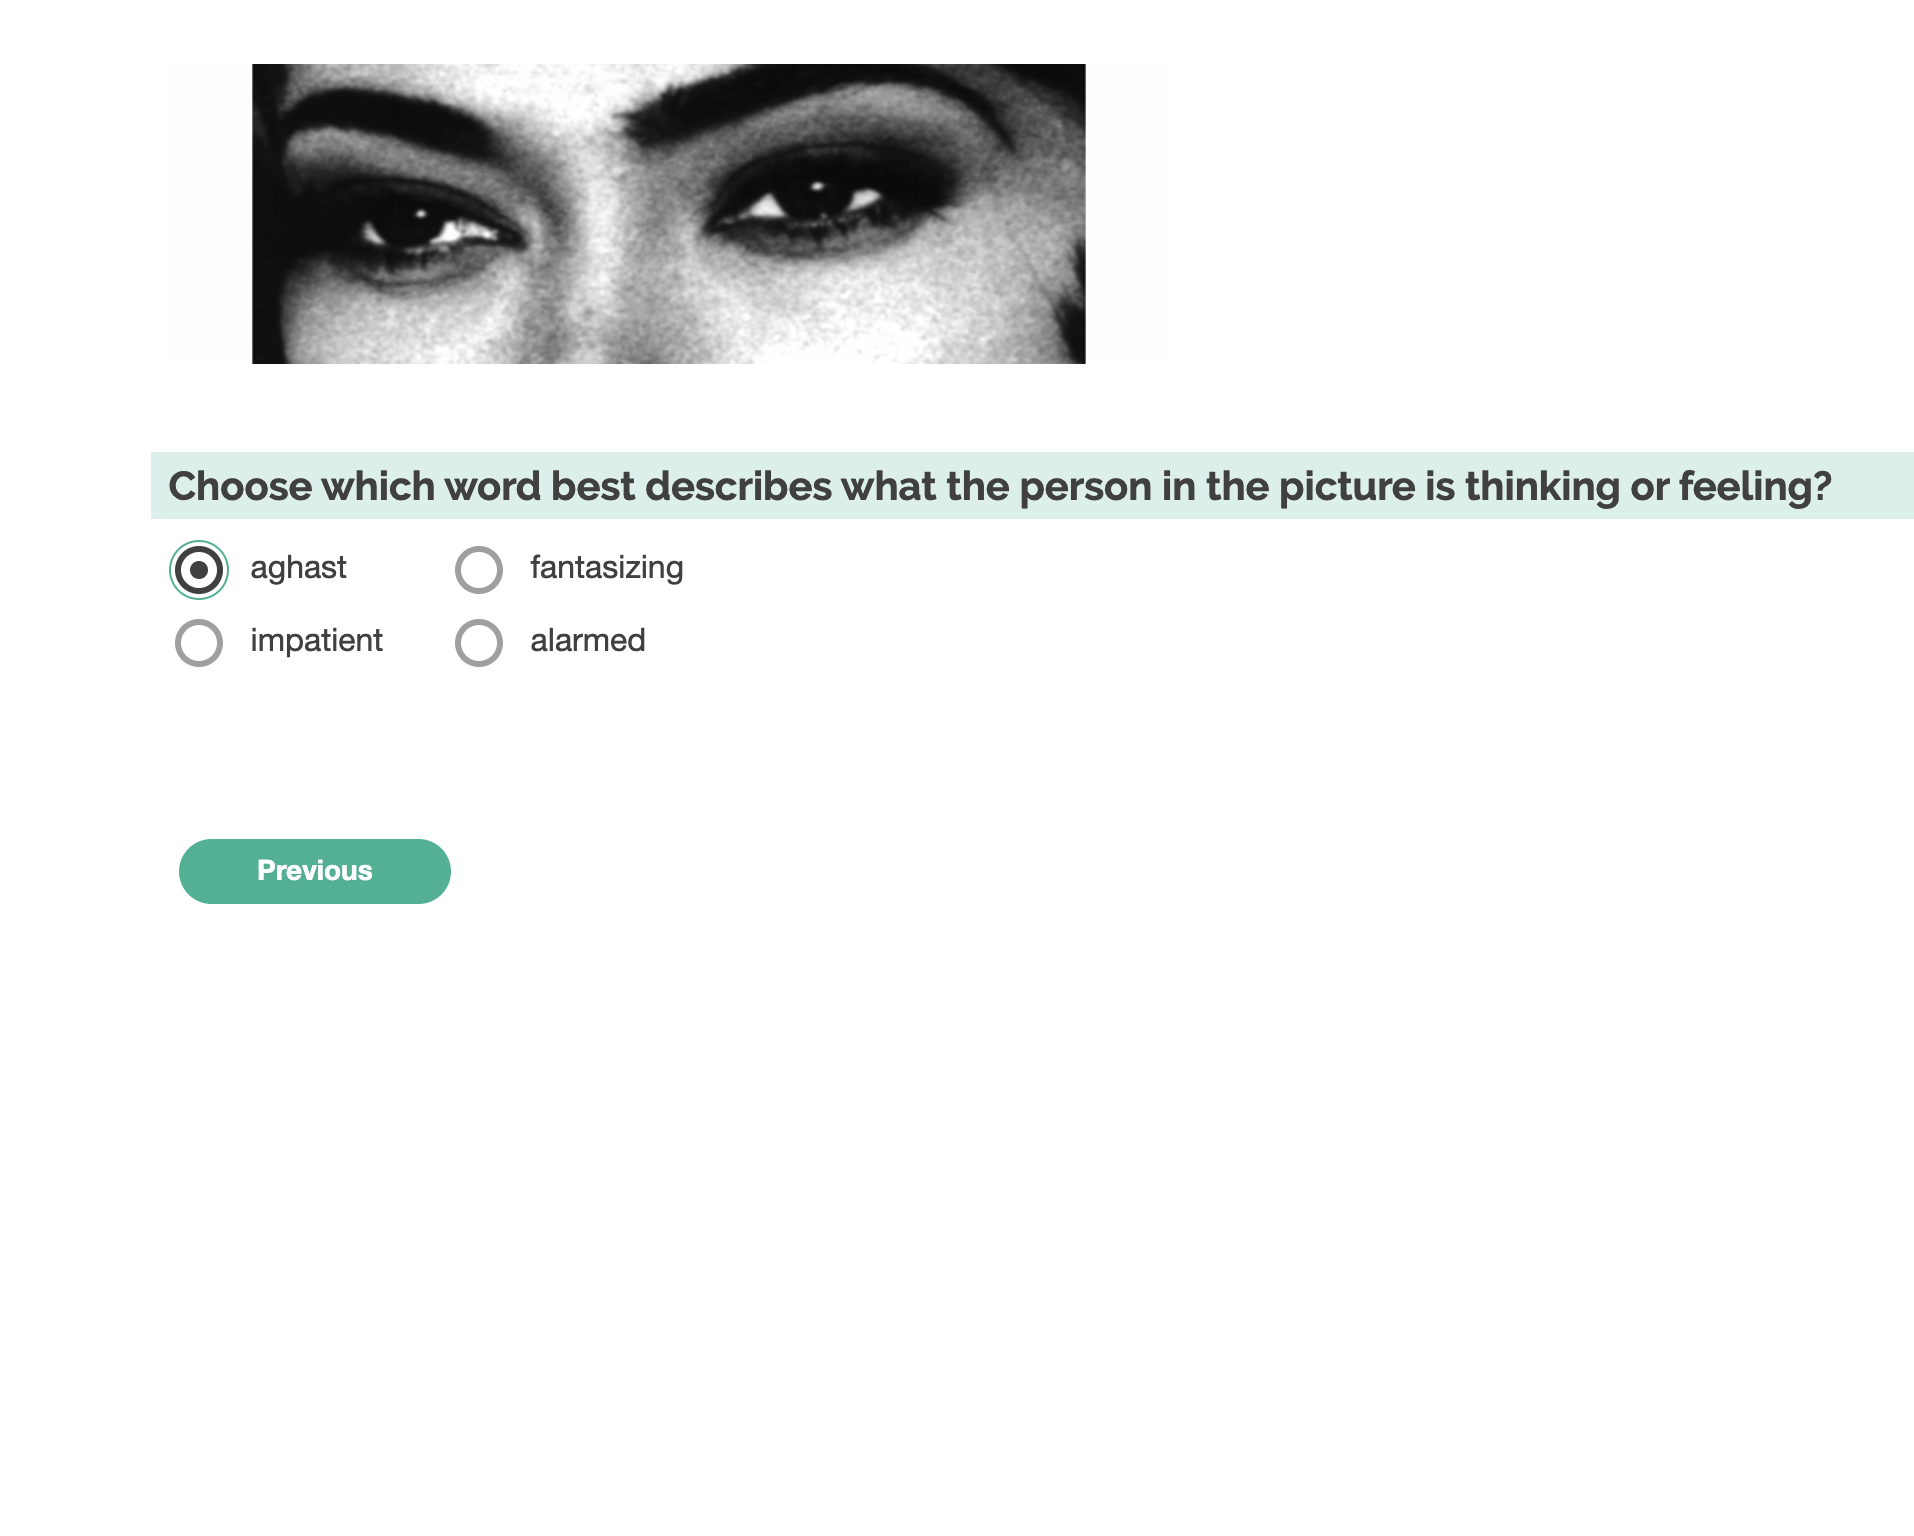 Choose which word best describes what the person in the picture is thinking or feeling?
aghast fantasizing
impatient alarmed
Previous